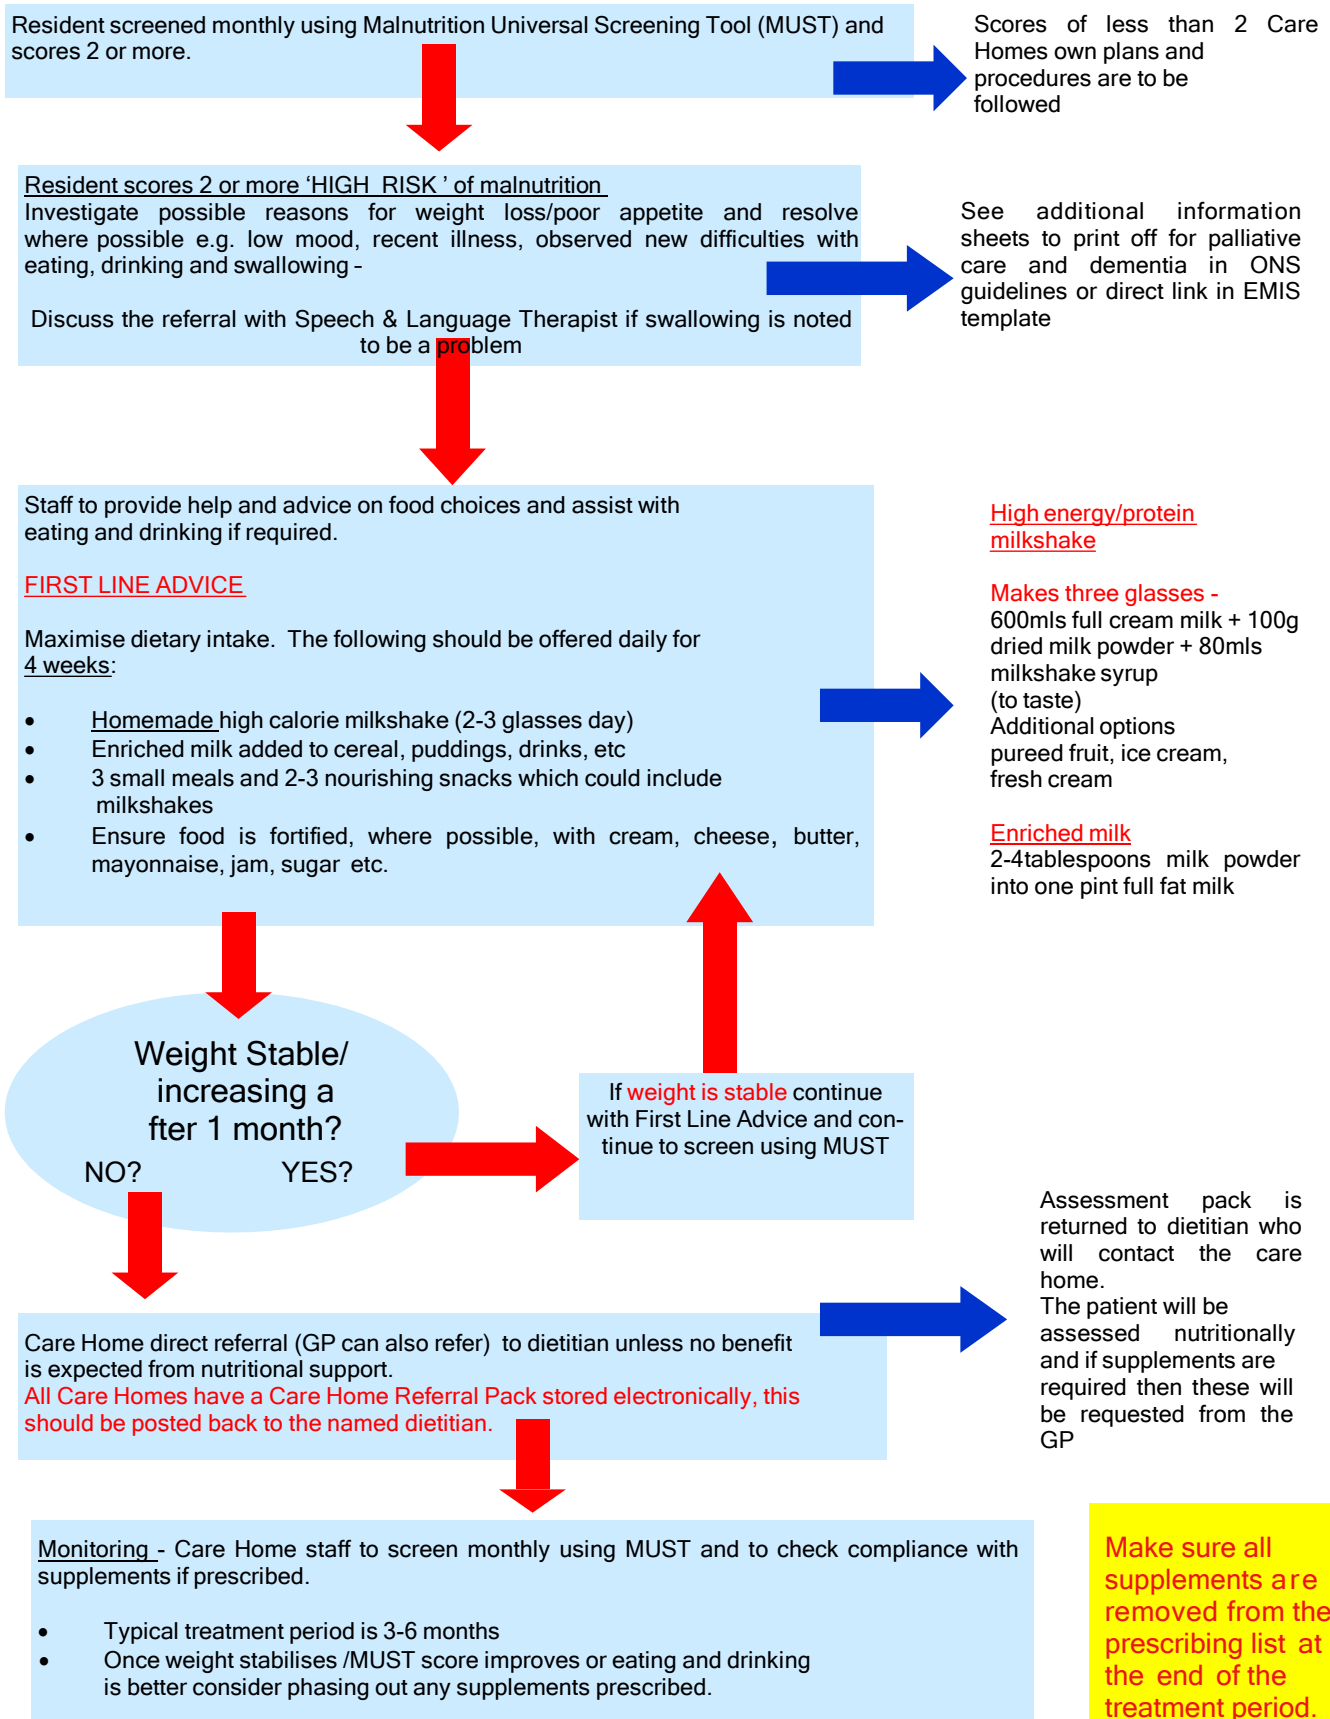 Resident screened monthly using Malnutrition Universal Screening Tool (MUST) and
scores 2 or more.
Scores of less than 2 Care
Homes own plans and
procedures are to be
followed
Resident scores 2 or more ‘HIGH RISK ’ of malnutrition
Investigate possible reasons for weight loss/poor appetite and resolve
where possible e.g. low mood, recent illness, observed new difficulties with
eating, drinking and swallowing –
Discuss the referral with Speech & Language Therapist if swallowing is noted
to be a problem
See additional information
sheets to print off for palliative
care and dementia in ONS
guidelines or direct link in EMIS
template
Staff to provide help and advice on food choices and assist with
eating and drinking if required.
FIRST LINE ADVICE
Maximise dietary intake. The following should be offered daily for
4 weeks:
• Homemade high calorie milkshake (2-3 glasses day)
• Enriched milk added to cereal, puddings, drinks, etc
• 3 small meals and 2-3 nourishing snacks which could include
milkshakes
• Ensure food is fortified, where possible, with cream, cheese, butter,
mayonnaise, jam, sugar etc.
High energy/protein
milkshake
Makes three glasses -
600mls full cream milk + 100g
dried milk powder + 80mls
milkshake syrup
(to taste)
Additional options
pureed fruit, ice cream,
fresh cream
Enriched milk
2-4tablespoons milk powder
into one pint full fat milk
Weight Stable/
increasing a
fter 1 month?
NO? YES?
If weight is stable continue
with First Line Advice and con-
tinue to screen using MUST
Assessment pack is
returned to dietitian who
will contact the care
home.
The patient will be
assessed nutritionally
and if supplements are
required then these will
be requested from the
GP
Care Home direct referral (GP can also refer) to dietitian unless no benefit
is expected from nutritional support.
All Care Homes have a Care Home Referral Pack stored electronically, this
should be posted back to the named dietitian.
Monitoring - Care Home staff to screen monthly using MUST and to check compliance with
supplements if prescribed.
• Typical treatment period is 3-6 months
• Once weight stabilises /MUST score improves or eating and drinking
is better consider phasing out any supplements prescribed.
Make sure all
supplements are
removed from the
prescribing list at
the end of the
treatment period.